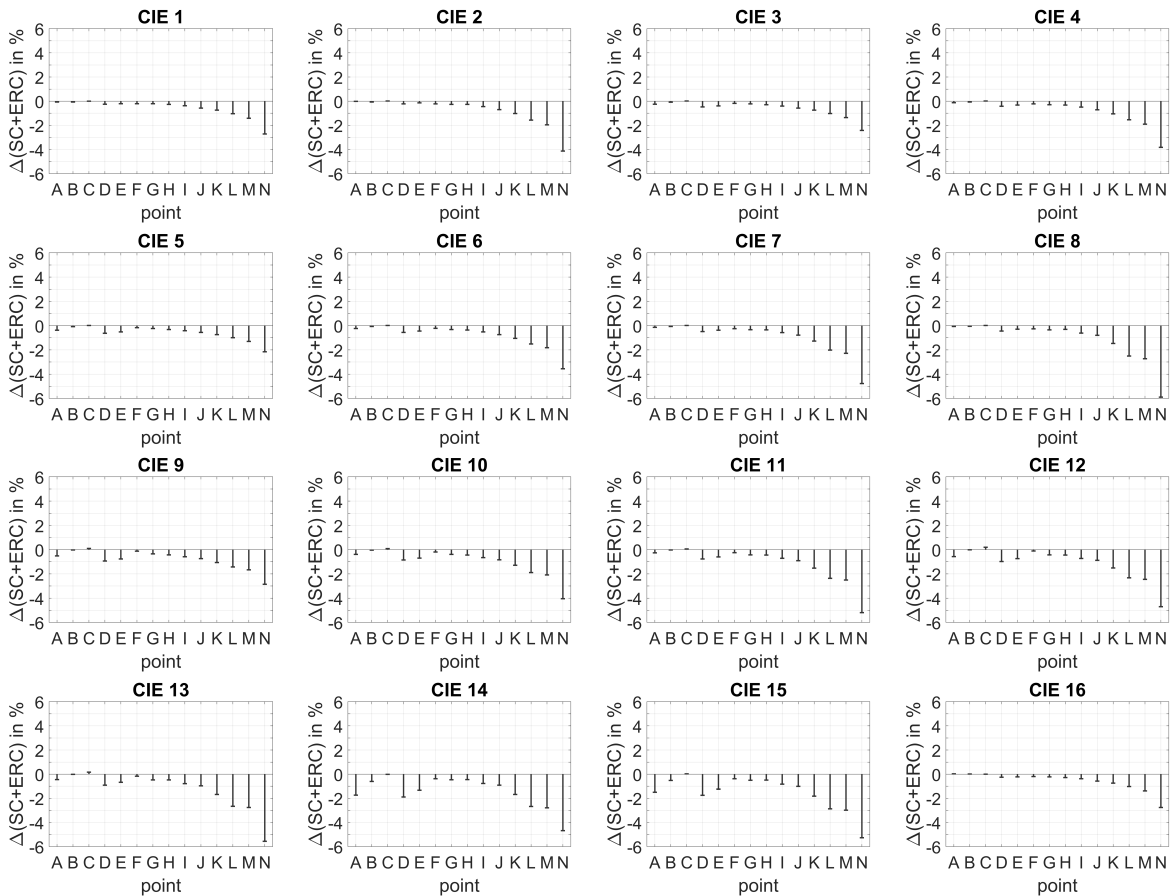 CIE 1
Δ(SC+ERC) in %
6
4
2
0
-2
-4
-6
A B C D E F G H I J K L M N
point
CIE 2
Δ(SC+ERC) in %
6
4
2
0
-2
-4
-6
A B C D E F G H I J K L M N
point
CIE 3
Δ(SC+ERC) in %
6
4
2
0
-2
-4
-6
A B C D E F G H I J K L M N
point
CIE 4
Δ(SC+ERC) in %
6
4
2
0
-2
-4
-6
A B C D E F G H I J K L M N
point
CIE 5
Δ(SC+ERC) in %
6
4
2
0
-2
-4
-6
A B C D E F G H I J K L M N
point
CIE 6
Δ(SC+ERC) in %
6
4
2
0
-2
-4
-6
A B C D E F G H I J K L M N
point
CIE 7
Δ(SC+ERC) in %
6
4
2
0
-2
-4
-6
A B C D E F G H I J K L M N
point
CIE 8
Δ(SC+ERC) in %
6
4
2
0
-2
-4
-6
A B C D E F G H I J K L M N
point
CIE 9
Δ(SC+ERC) in %
6
4
2
0
-2
-4
-6
A B C D E F G H I J K L M N
point
CIE 10
Δ(SC+ERC) in %
6
4
2
0
-2
-4
-6
A B C D E F G H I J K L M N
point
CIE 11
Δ(SC+ERC) in %
6
4
2
0
-2
-4
-6
A B C D E F G H I J K L M N
point
CIE 12
Δ(SC+ERC) in %
6
4
2
0
-2
-4
-6
A B C D E F G H I J K L M N
point
CIE 13
Δ(SC+ERC) in %
6
4
2
0
-2
-4
-6
A B C D E F G H I J K L M N
point
CIE 14
Δ(SC+ERC) in %
6
4
2
0
-2
-4
-6
A B C D E F G H I J K L M N
point
CIE 15
Δ(SC+ERC) in %
6
4
2
0
-2
-4
-6
A B C D E F G H I J K L M N
point
CIE 16
Δ(SC+ERC) in %
6
4
2
0
-2
-4
-6
A B C D E F G H I J K L M N
point